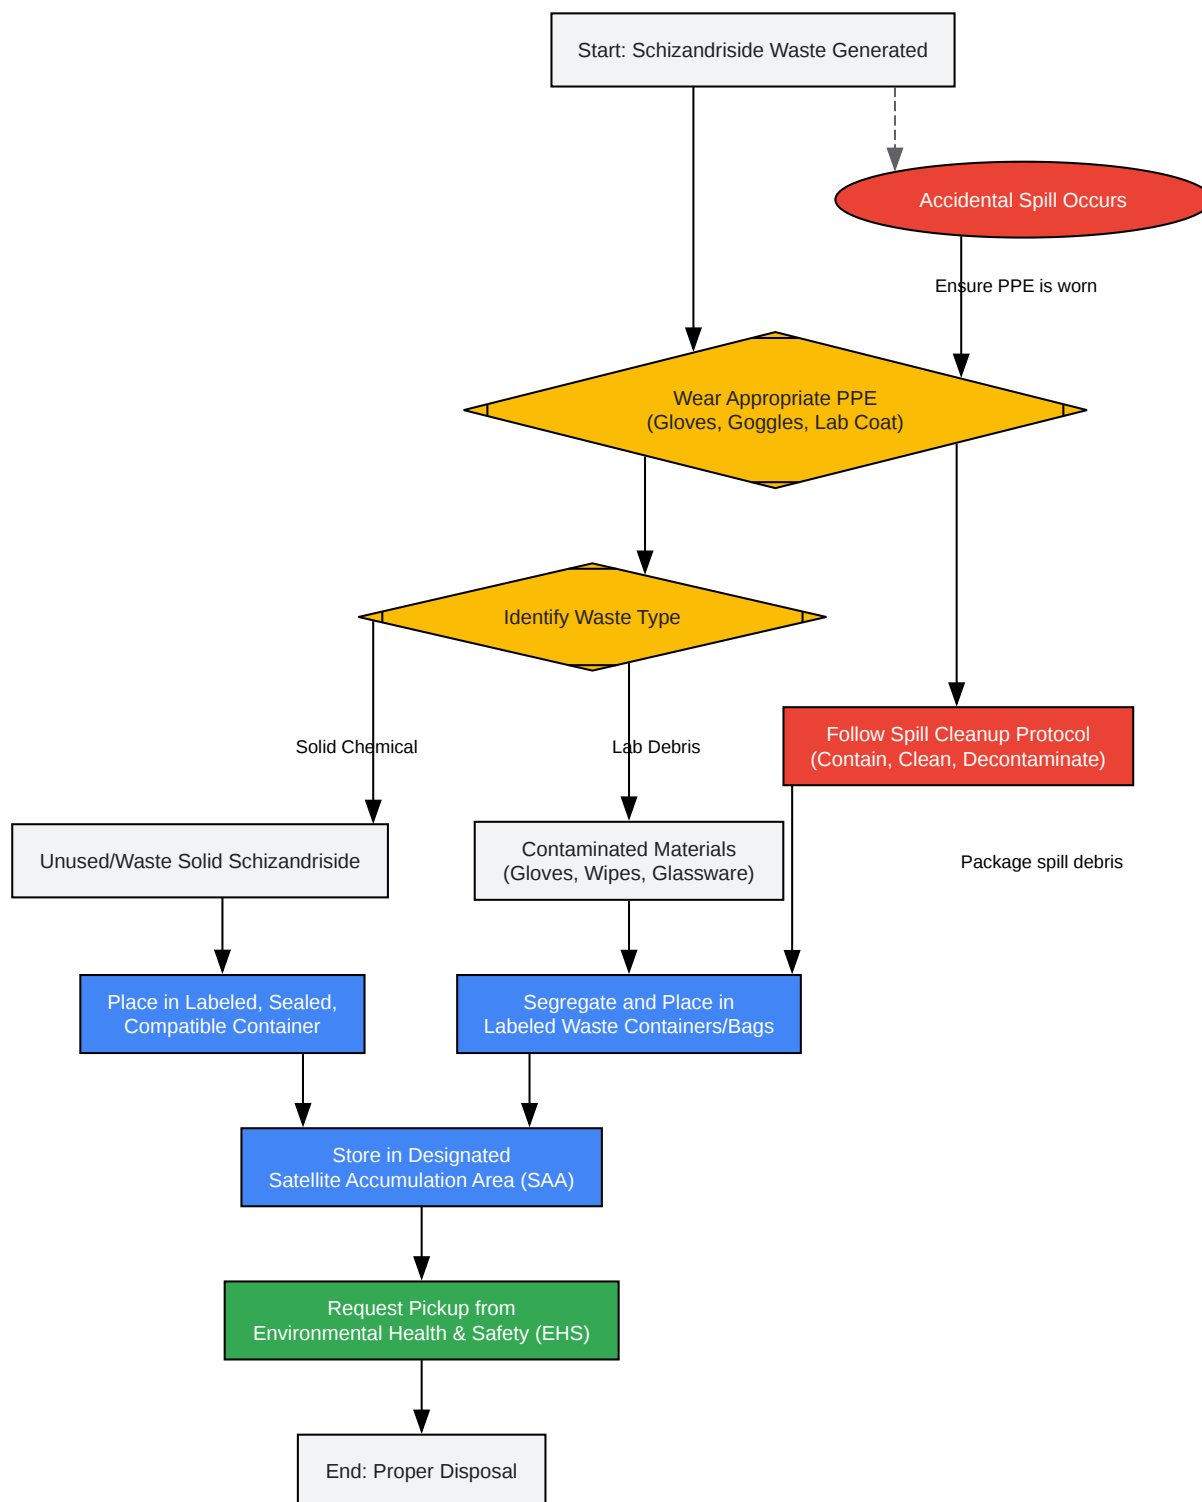 Start: Schizandriside Waste Generated
Accidental Spill Occurs
Ensure PPE is worn
Wear Appropriate PPE
(Gloves, Goggles, Lab Coat)
Identify Waste Type
Solid Chemical
Lab Debris
Follow Spill Cleanup Protocol
(Contain, Clean, Decontaminate)
Unused/Waste Solid Schizandriside
Contaminated Materials
(Gloves, Wipes, Glassware)
Package spill debris
Place in Labeled, Sealed,
Compatible Container
Segregate and Place in
Labeled Waste Containers/Bags
Store in Designated
Satellite Accumulation Area (SAA)
Request Pickup from
Environmental Health & Safety (EHS)
End: Proper Disposal